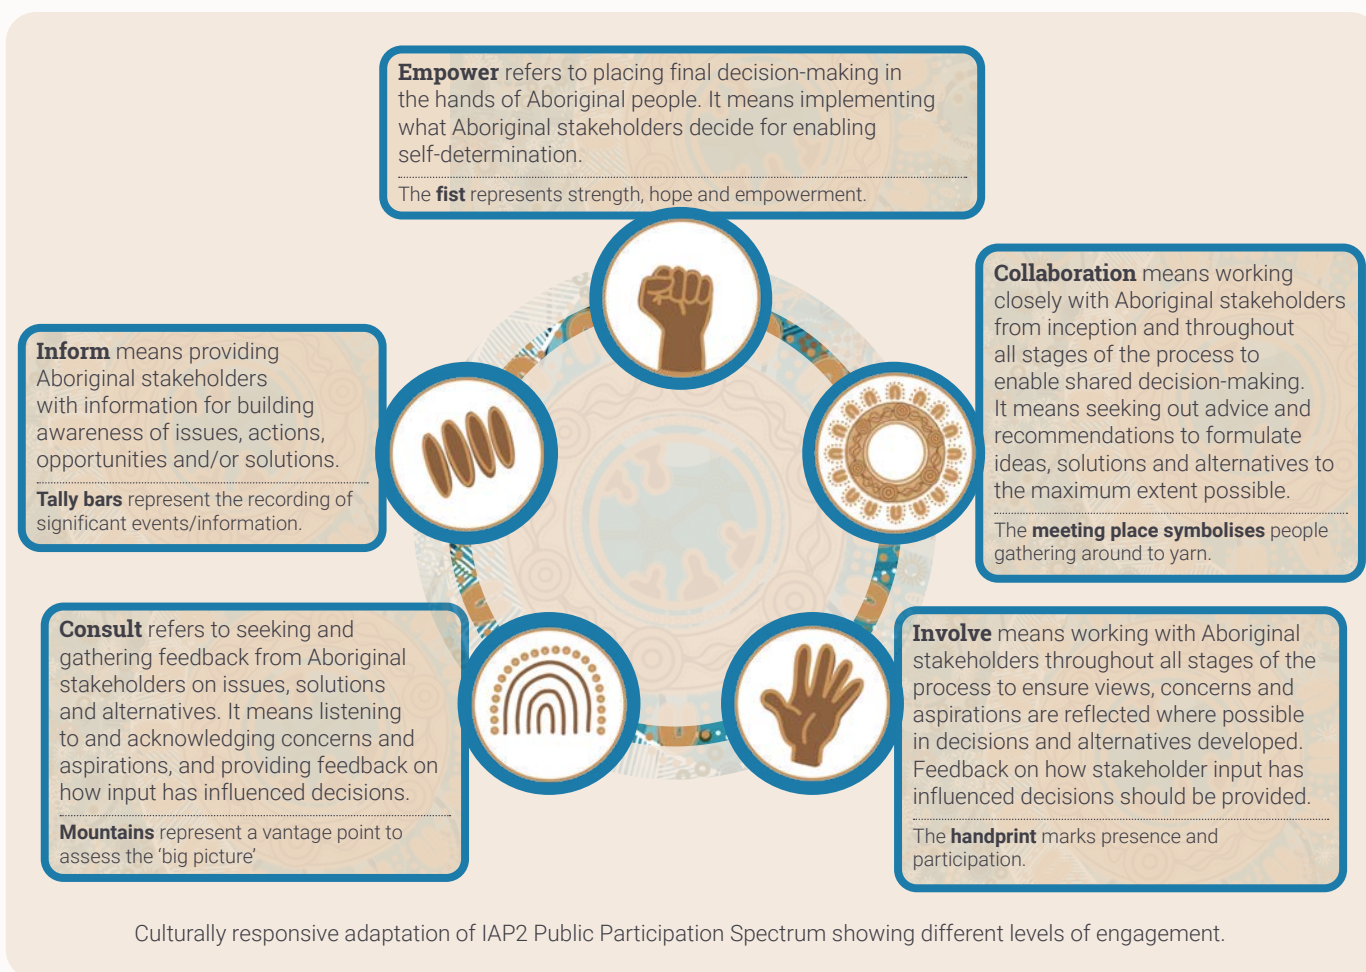 Empower refers to placing final decision-making in
the hands of Aboriginal people. It means implementing
what Aboriginal stakeholders decide for enabling
self-determination.
The fist represents strength, hope and empowerment.
Collaboration means working
closely with Aboriginal stakeholders
from inception and throughout
all stages of the process to
enable shared decision-making.
It means seeking out advice and
recommendations to formulate
ideas, solutions and alternatives to
the maximum extent possible.
The meeting place symbolises people
gathering around to yarn.
Inform means providing
Aboriginal stakeholders
with information for building
awareness of issues, actions,
opportunities and/or solutions.
Tally bars represent the recording of
significant events/information.
Consult refers to seeking and
gathering feedback from Aboriginal
stakeholders on issues, solutions
and alternatives. It means listening
to and acknowledging concerns and
aspirations, and providing feedback on
how input has influenced decisions.
Mountains represent a vantage point to
assess the ‘big picture’
Involve means working with Aboriginal
stakeholders throughout all stages of the
process to ensure views, concerns and
aspirations are reflected where possible
in decisions and alternatives developed.
Feedback on how stakeholder input has
influenced decisions should be provided.
The handprint marks presence and
participation.
Culturally responsive adaptation of IAP2 Public Participation Spectrum showing different levels of engagement.